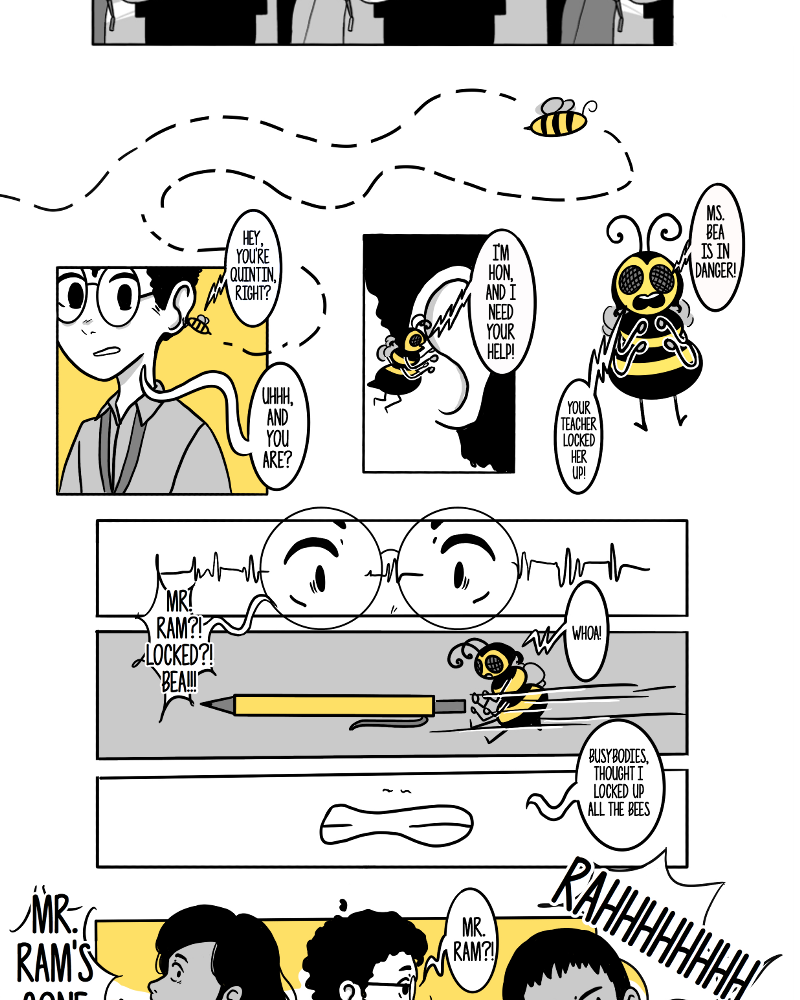 HEY,
YOU'RE
QUINTIN,
RIGHT?
UHHH,
AND
YOU
ARE?
I'M
HON,
AND I
NEED
YOUR
HELP!
MS.
BEA
IS IN
DANGER!
YOUR
TEACHER
LOCKED
HER
UP!
MR.
RAM?!
LOCKED?!
BEA!!!
WHOA!
BUSYBODIES,
THOUGHT I
LOCKED UP
ALL THE BEES
RAHHHHHHHHH
MR.
RAM'S
GONE
MR.
RAM?!